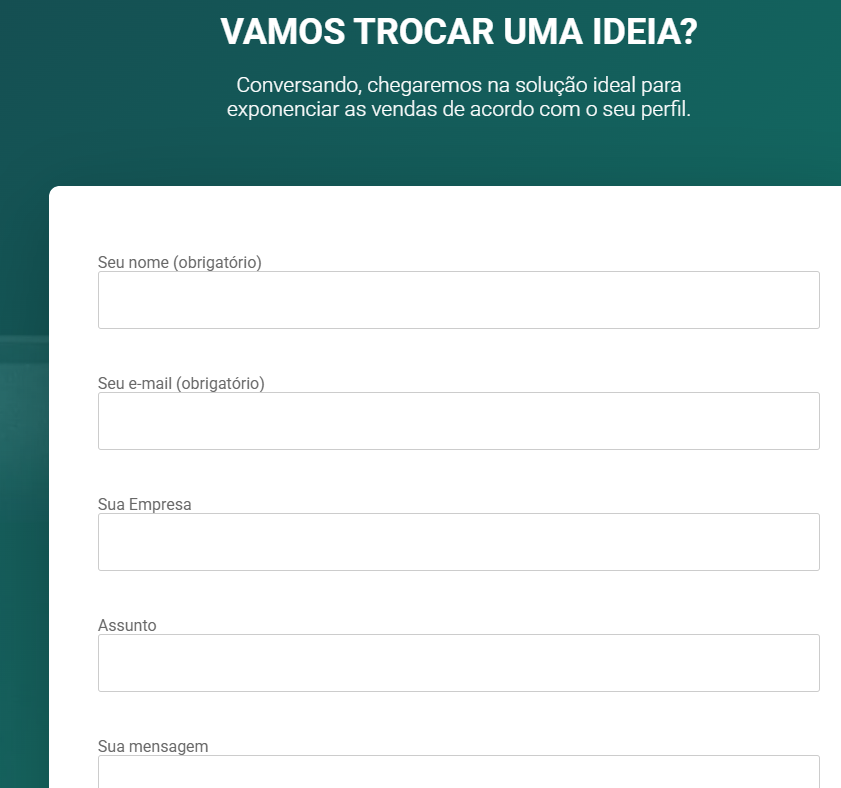 VAMOS TROCAR UMA IDEIA?
Conversando, chegaremos na solução ideal para
exponenciar as vendas de acordo com o seu perfil.
Seu nome (obrigatório)
Seu e-mail (obrigatório)
Sua Empresa
Assunto
Sua mensagem